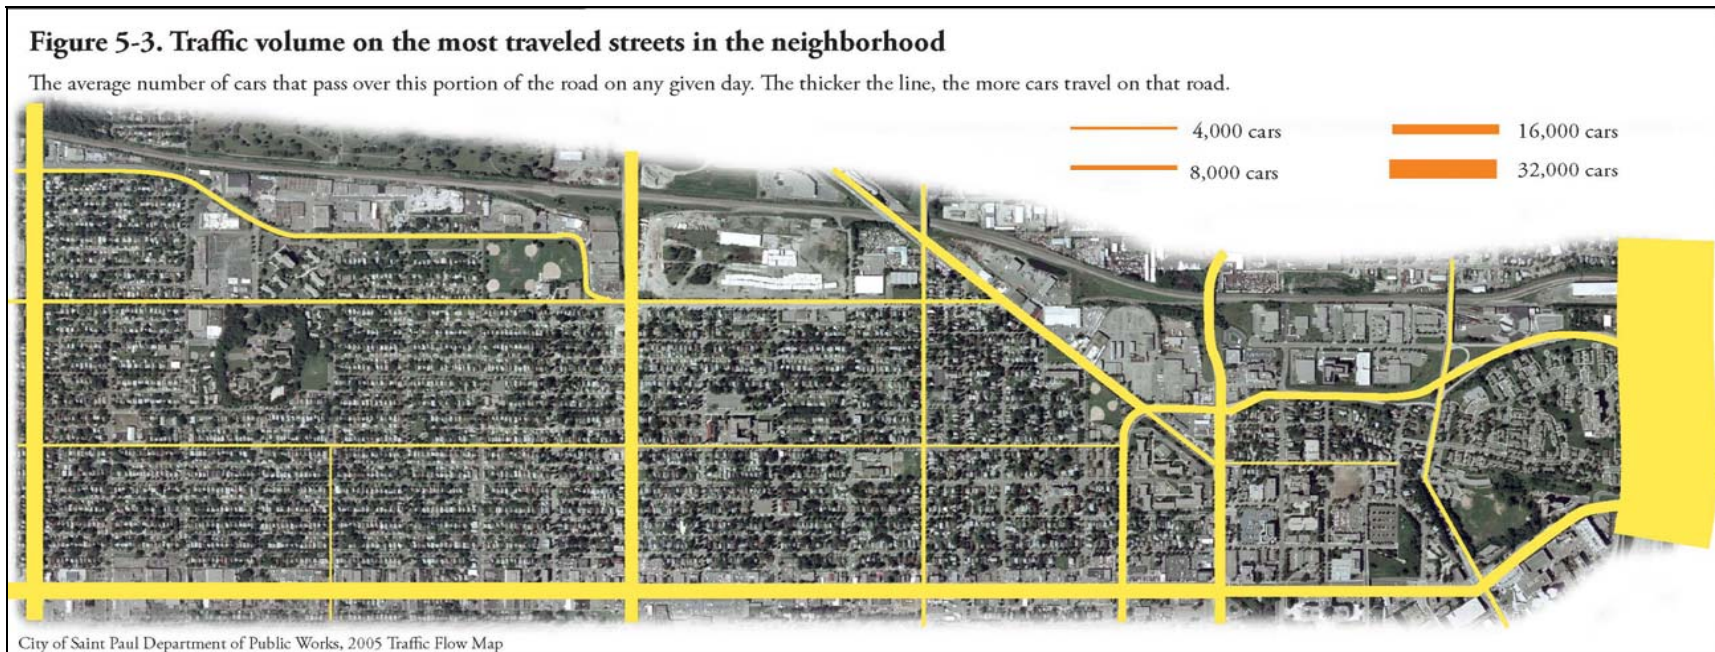 Figure 5-3. Traffic volume on the most traveled streets in the neighborhood
The average number of cars that pass over this portion of the road on any given day. The thicker the line, the more cars travel on that road.
4,000 cars
16,000 cars
8,000 cars
32,000 cars
City of Saint Paul Department of Public Works, 2005 Traffic Flow Map